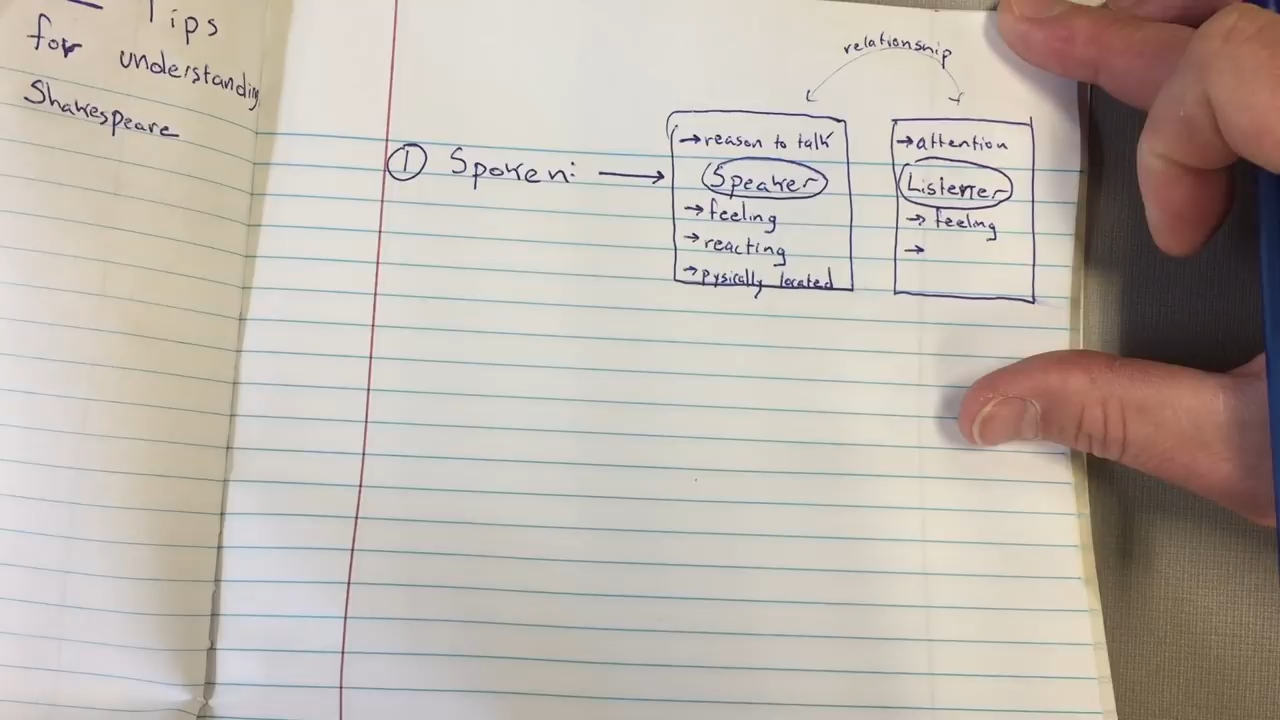 Tips
for understanding
Shakespeare
relationship
① Spoken: →
→ reason to talk
Speaker
→ feeling
→ reacting
→ pysically located
→ attention
Listener
→ feeling
→